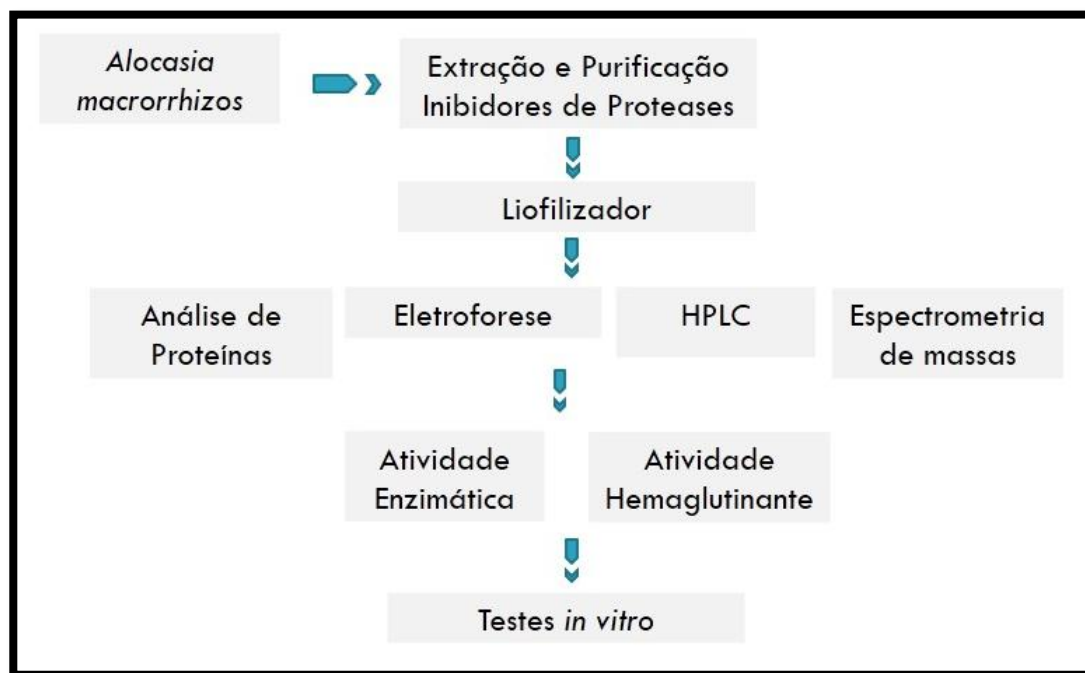 Alocasia
macrorrhizos
Extração e Purificação
Inibidores de Proteases
Liofilizador
Análise de
Proteínas
Eletroforese
HPLC
Espectrometria
de massas
Atividade
Enzimática
Atividade
Hemaglutinante
Testes in vitro